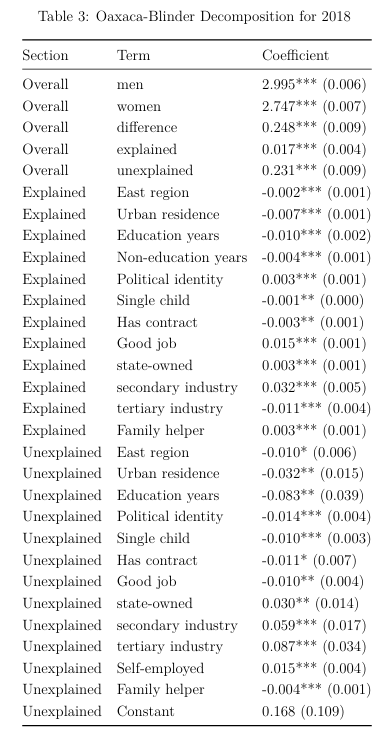 Table 3: Oaxaca-Blinder Decomposition for 2018
Section Term Coefficient
Overall men 2.995*** (0.006)
Overall women 2.747*** (0.007)
Overall difference 0.248*** (0.009)
Overall explained 0.017*** (0.004)
Overall unexplained 0.231*** (0.009)
Explained East region -0.002*** (0.001)
Explained Urban residence -0.007*** (0.001)
Explained Education years -0.010*** (0.002)
Explained Non-education years -0.004*** (0.001)
Explained Political identity 0.003*** (0.001)
Explained Single child -0.001** (0.000)
Explained Has contract -0.003** (0.001)
Explained Good job 0.015*** (0.001)
Explained state-owned 0.003*** (0.001)
Explained secondary industry 0.032*** (0.005)
Explained tertiary industry -0.011*** (0.004)
Explained Family helper 0.003*** (0.001)
Unexplained East region -0.010* (0.006)
Unexplained Urban residence -0.032** (0.015)
Unexplained Education years -0.083** (0.039)
Unexplained Political identity -0.014*** (0.004)
Unexplained Single child -0.010*** (0.003)
Unexplained Has contract -0.011* (0.007)
Unexplained Good job -0.010** (0.004)
Unexplained state-owned 0.030** (0.014)
Unexplained secondary industry 0.059*** (0.017)
Unexplained tertiary industry 0.087*** (0.034)
Unexplained Self-employed 0.015*** (0.004)
Unexplained Family helper -0.004*** (0.001)
Unexplained Constant 0.168 (0.109)